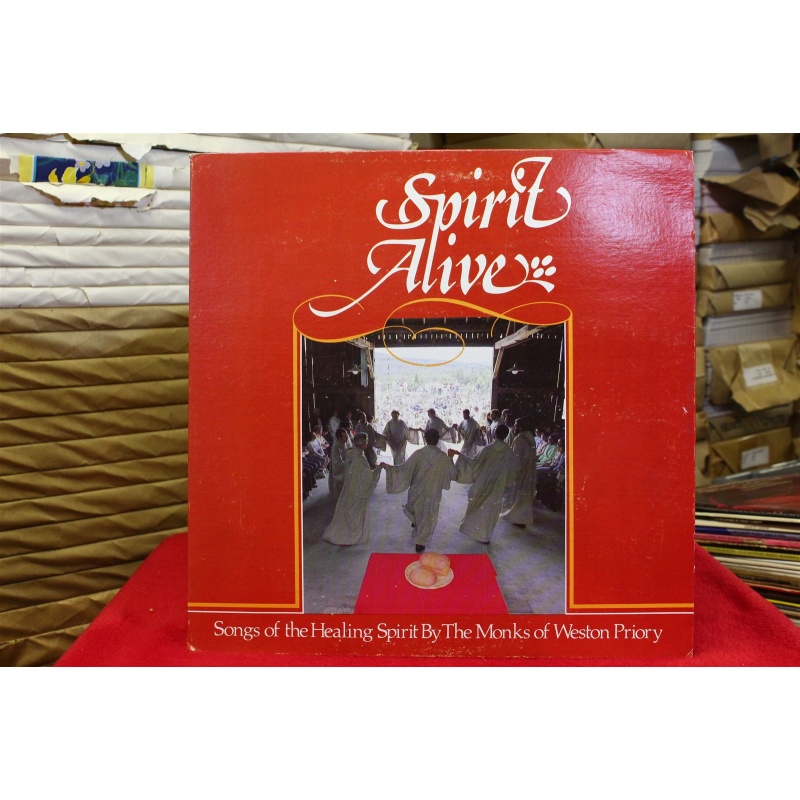 Spirit
Alive
Songs of the Healing Spirit By The Monks of Weston Priory